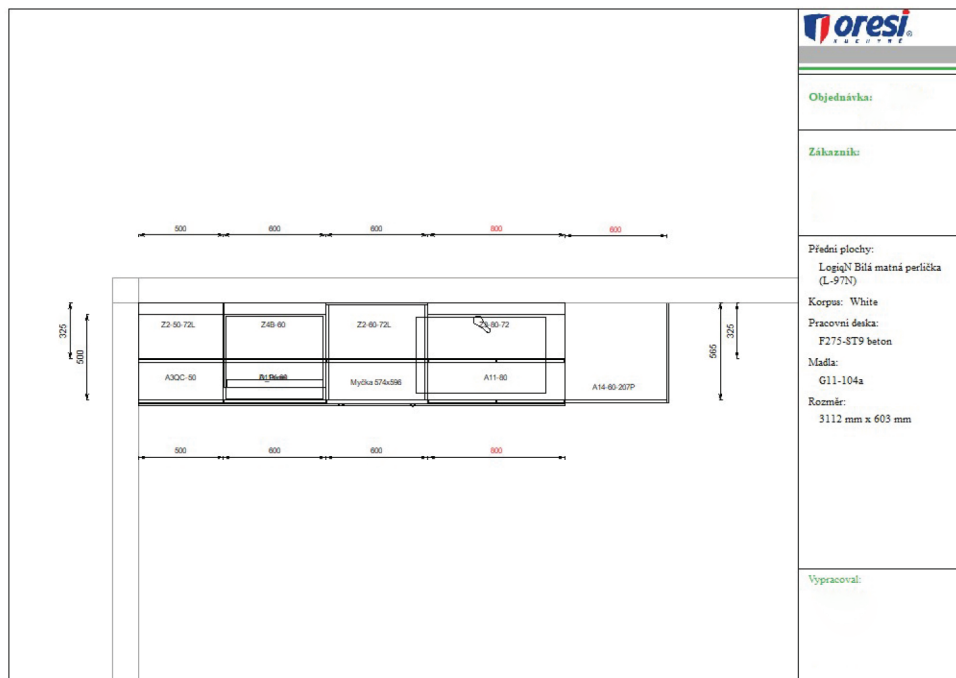 oresi®
KUCHYNĚ
Objednávka:
Zákazník:
Přední plochy:
LogiqN Bílá matná perlička
(L-97N)
Korpus: White
Pracovní deska:
F275-ST9 beton
Madla:
G11-104a
Rozměr:
3112 mm x 603 mm
Vypracoval:
500 600 600 800 600
325
500
Z2-50-72L Z4B-60 Z2-60-72L
325
565
A3QC-50 Myčka 574x596 A11-80 A14-60-207P
500 600 600 800